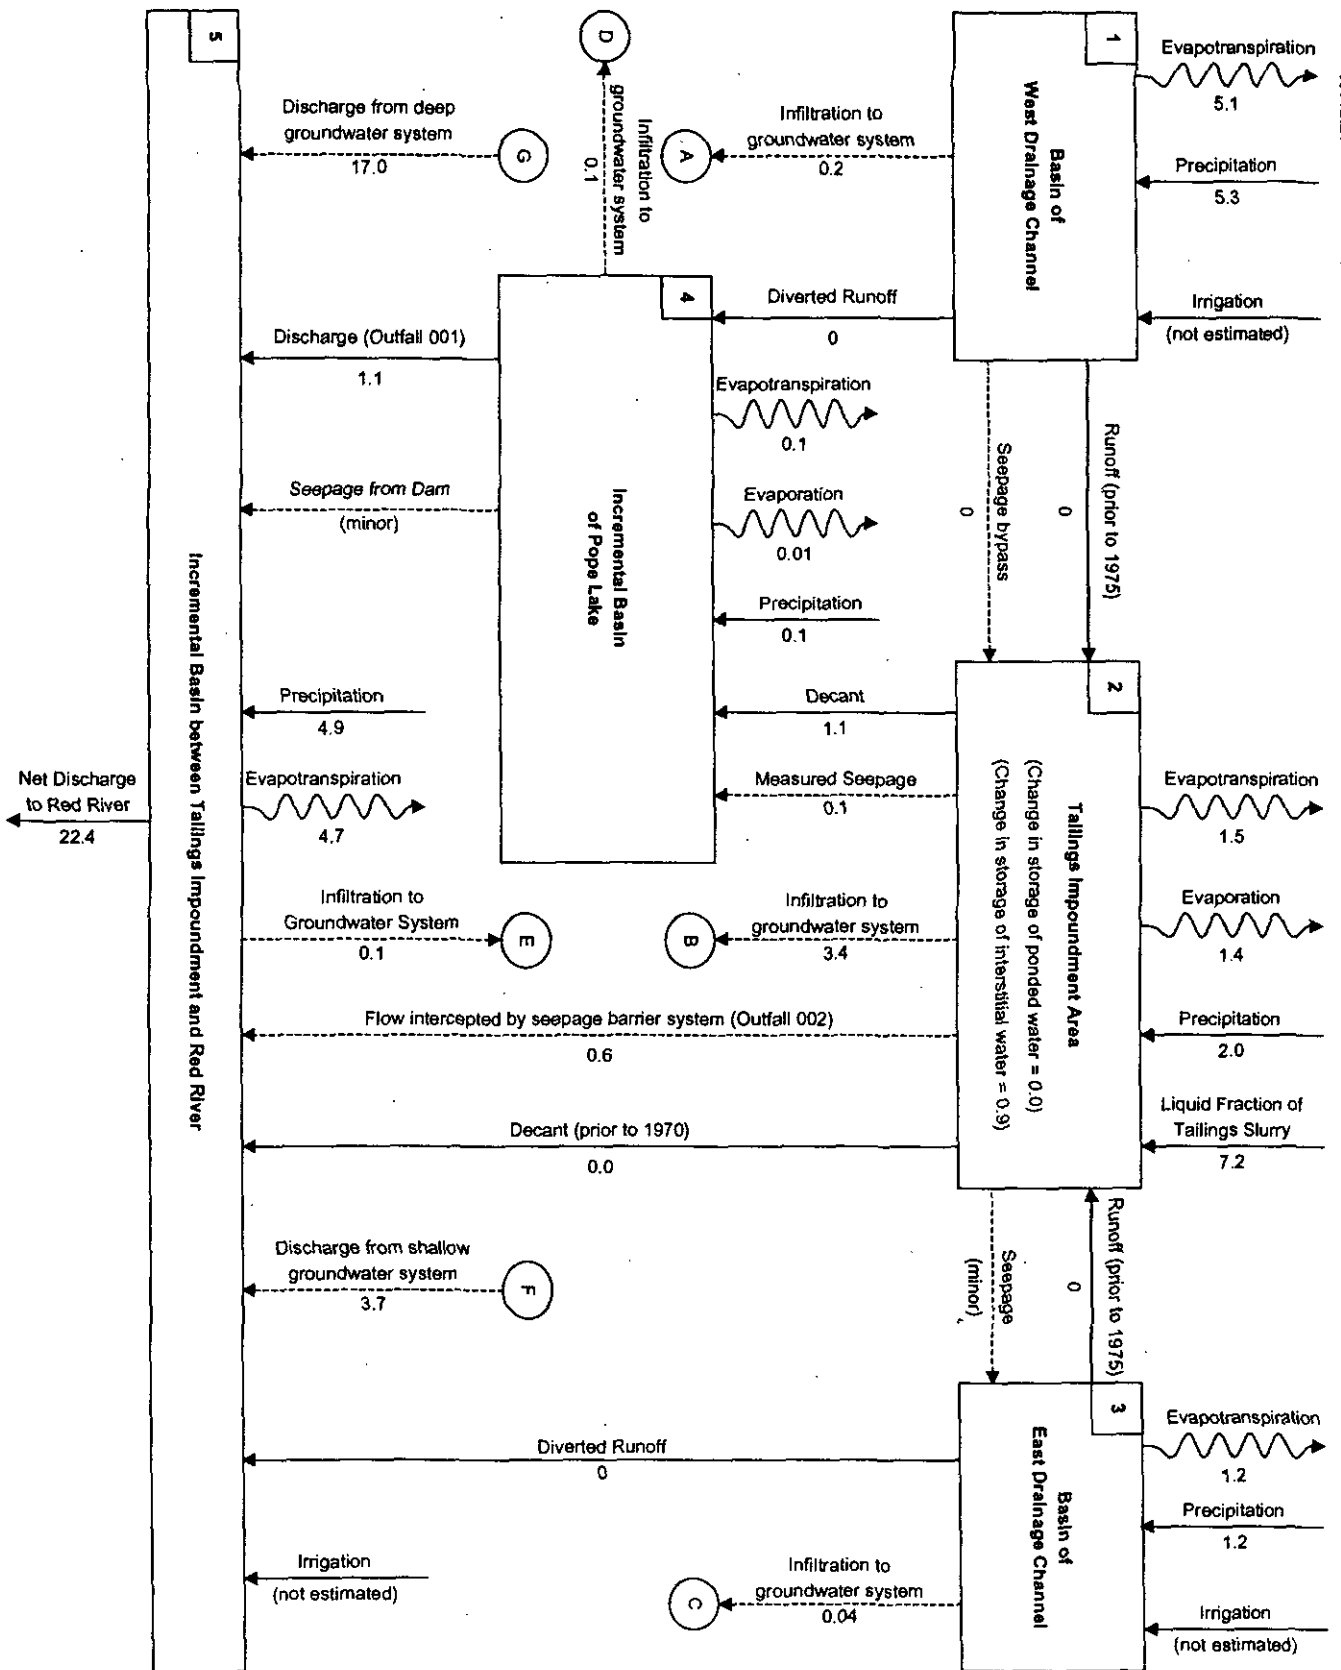 1
Basin of
West Drainage Channel
Evapotranspiration
5.1
Precipitation
5.3
Irrigation
(not estimated)
Infiltration to
groundwater system
0.2
A
Diverted Runoff
0
Runoff (prior to 1975)
0
Seepage bypass
0
D
Infiltration to
groundwater system
0.1
5
Discharge from deep
groundwater system
17.0
G
4
Incremental Basin
of Pope Lake
Discharge (Outfall 001)
1.1
Seepage from Dam
(minor)
Evapotranspiration
0.1
Evaporation
0.01
Precipitation
0.1
Decant
1.1
Measured Seepage
0.1
2
Tailings Impoundment Area
(Change in storage of ponded water = 0.0)
(Change in storage of interstitial water = 0.9)
Evapotranspiration
1.5
Evaporation
1.4
Precipitation
2.0
Liquid Fraction of
Tailings Slurry
7.2
Infiltration to
groundwater system
3.4
B
Precipitation
4.9
Evapotranspiration
4.7
Net Discharge
to Red River
22.4
Incremental Basin between Tailings Impoundment and Red River
Infiltration to
Groundwater System
0.1
E
Flow intercepted by seepage barrier system (Outfall 002)
0.6
Decant (prior to 1970)
0.0
Discharge from shallow
groundwater system
3.7
F
Runoff (prior to 1975)
0
Seepage
(minor)
3
Basin of
East Drainage Channel
Evapotranspiration
1.2
Precipitation
1.2
Irrigation
(not estimated)
Diverted Runoff
0
Infiltration to
groundwater system
0.04
C
Irrigation
(not estimated)